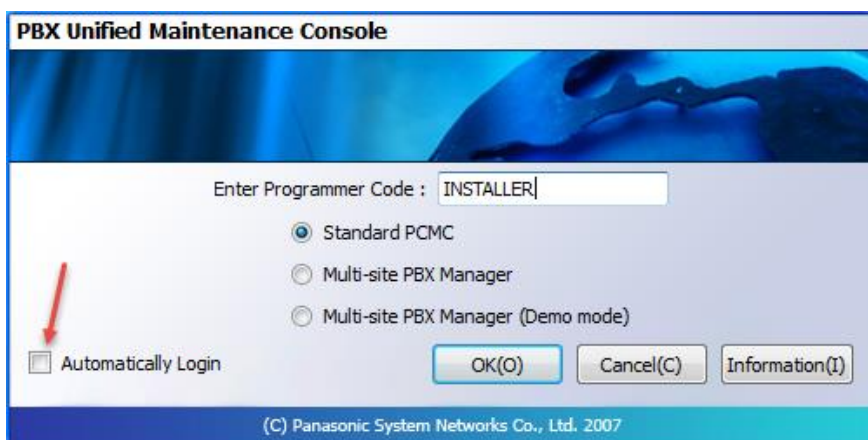 PBX Unified Maintenance Console
Enter Programmer Code : INSTALLER
Standard PCMC
Multi-site PBX Manager
Multi-site PBX Manager (Demo mode)
Automatically Login OK(O) Cancel(C) Information(I)
(C) Panasonic System Networks Co., Ltd. 2007